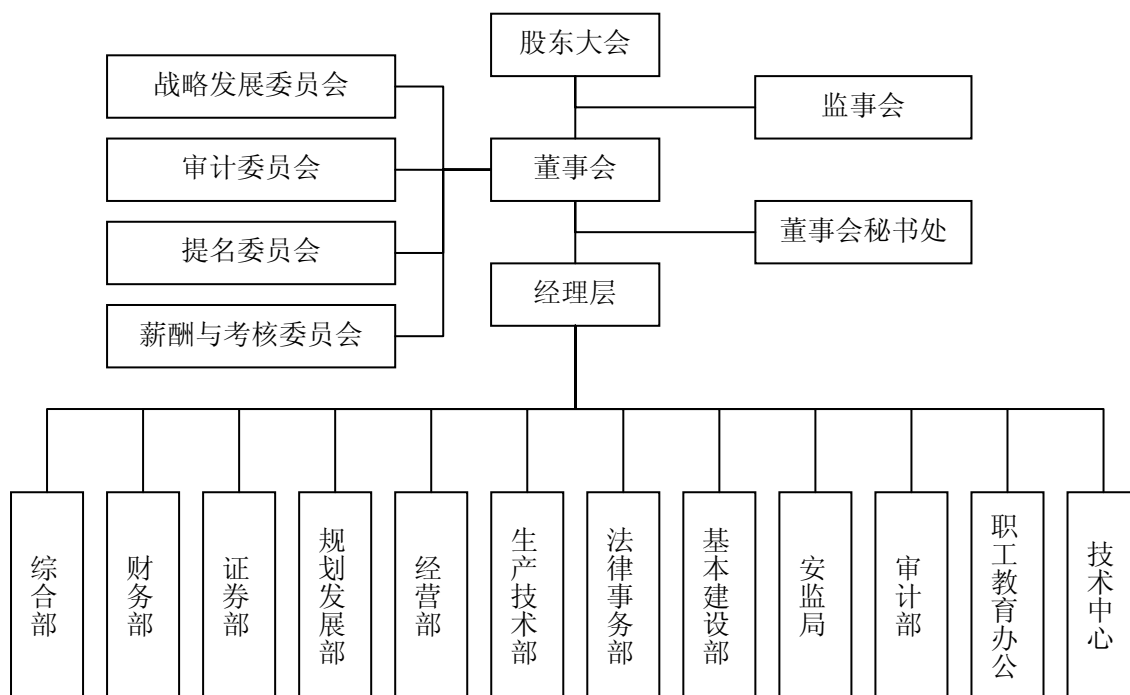 股东大会
战略发展委员会
监事会
审计委员会
董事会
提名委员会
董事会秘书处
经理层
薪酬与考核委员会
综合部
财务部
证券部
规划发展部
经营部
生产技术部
法律事务部
基本建设部
安监局
审计部
职工教育办公
技术中心